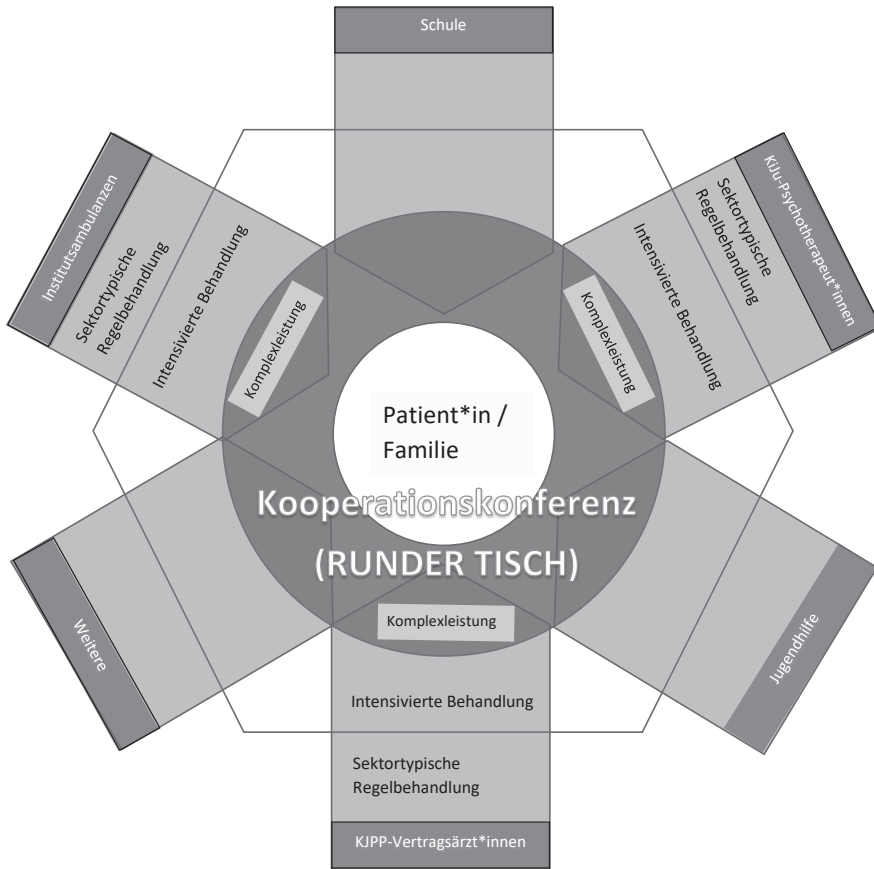 Schule
Institutsambulanzen
Sektortypische
Regelbehandlung
Intensivierte Behandlung
Komplexleistung
KiJu-Psychotherapeut*innen
Sektortypische
Regelbehandlung
Intensivierte Behandlung
Komplexleistung
Patient*in /
Familie
Kooperationskonferenz
(RUNDER TISCH)
Weitere
Jugendhilfe
Komplexleistung
Intensivierte Behandlung
Sektortypische
Regelbehandlung
KJPP-Vertragsärzt*innen